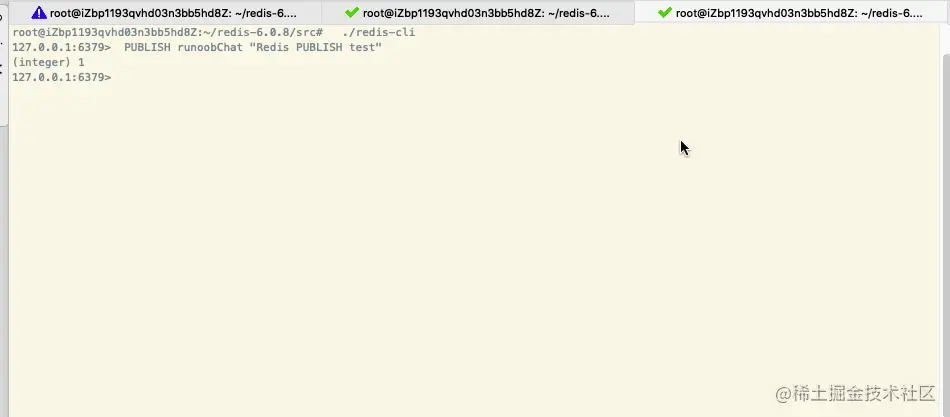 root@iZbp1193qvhd03n3bb5hd8Z: ~/redis-6....
root@iZbp1193qvhd03n3bb5hd8Z: ~/redis-6....
root@iZbp1193qvhd03n3bb5hd8Z: ~/redis-6....
root@iZbp1193qvhd03n3bb5hd8Z:~/redis-6.0.8/src#   ./redis-cli
127.0.0.1:6379>  PUBLISH runoobChat "Redis PUBLISH test"
(integer) 1
127.0.0.1:6379>
@稀土掘金技术社区